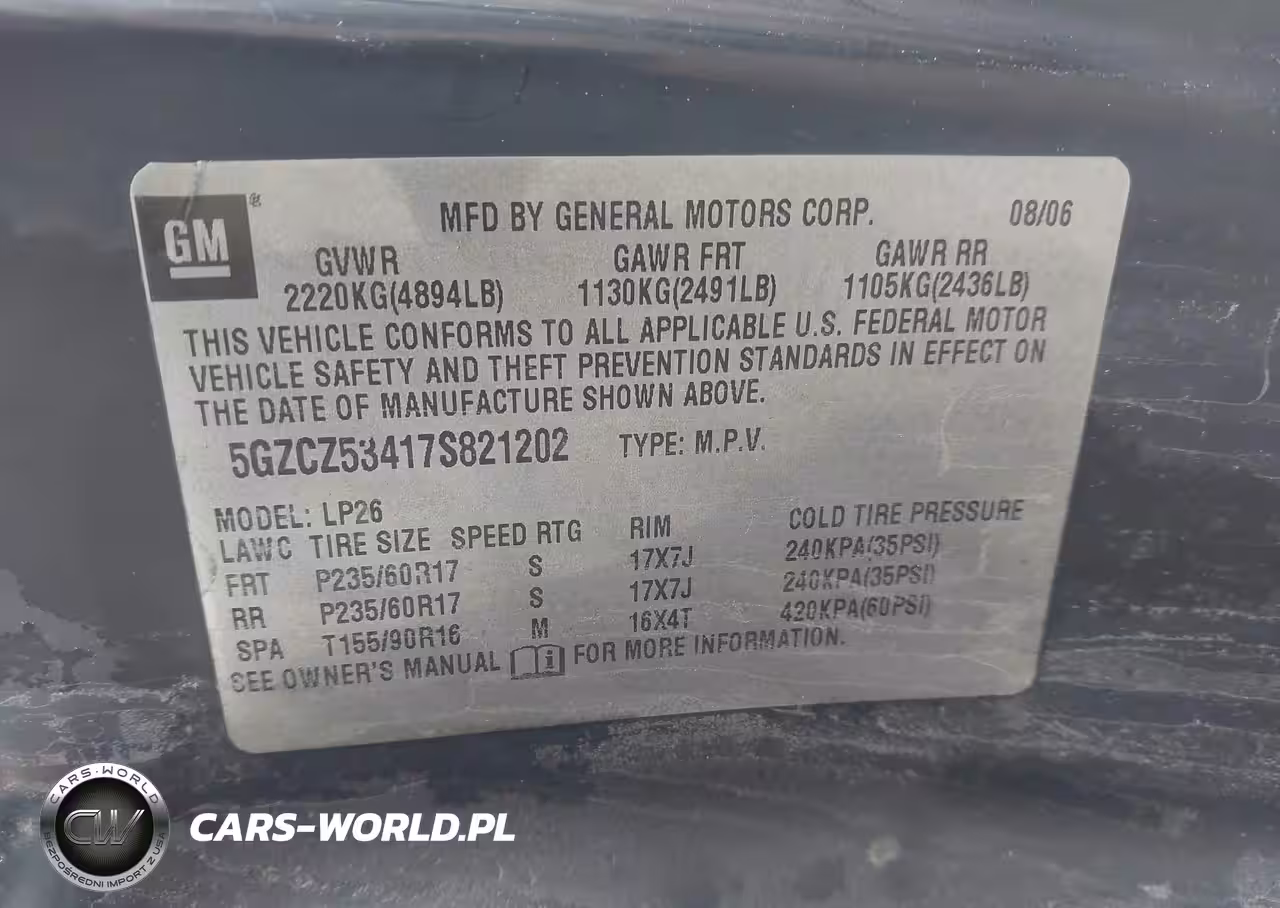 GM
MFD BY GENERAL MOTORS CORP. 08/06
GVWR GAWR FRT GAWR RR
2220KG(4894LB) 1130KG(2491LB) 1105KG(2436LB)
THIS VEHICLE CONFORMS TO ALL APPLICABLE U.S. FEDERAL MOTOR
VEHICLE SAFETY AND THEFT PREVENTION STANDARDS IN EFFECT ON
THE DATE OF MANUFACTURE SHOWN ABOVE.
5GZCZ53417S821202 TYPE: M.P.V.
MODEL: LP26
LAWC TIRE SIZE SPEED RTG RIM COLD TIRE PRESSURE
FRT P235/60R17 S 17X7J 240KPA(35PSI)
RR P235/60R17 S 17X7J 240KPA(35PSI)
SPA T155/90R16 M 16X4T 420KPA(60PSI)
SEE OWNER'S MANUAL FOR MORE INFORMATION.
CARS-WORLD
CW
BEZPOŚREDNI IMPORT Z USA
CARS-WORLD.PL